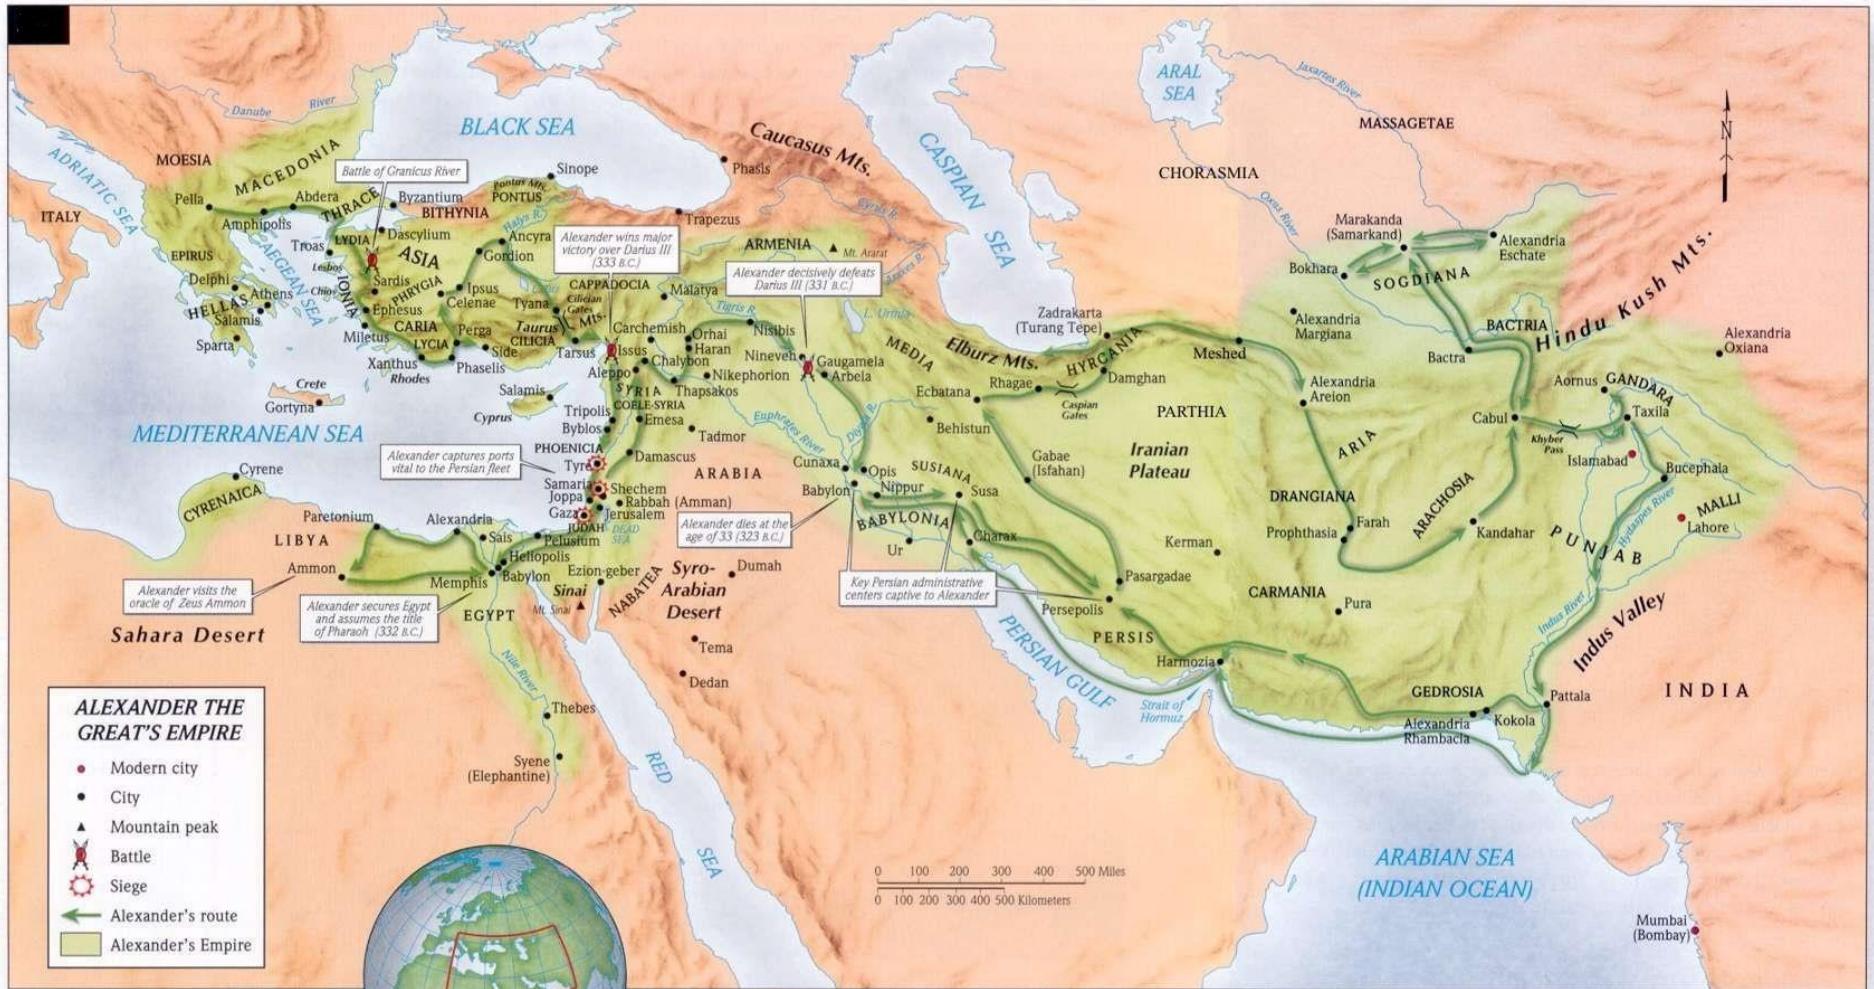 BLACK SEA
ARAL
SEA
CASPIAN
SEA
ADRIATIC SEA
AEGEAN SEA
MEDITERRANEAN SEA
RED
SEA
PERSIAN GULF
Strait of
Hormuz
ARABIAN SEA
(INDIAN OCEAN)
Danube
River
Jaxartes River
Oxus River
Caucasus Mts.
MASSAGETAE
CHORASMIA
N
MOESIA
MACEDONIA
Battle of Granicus River
Sinope
Phasis
Pontus Mts.
PONTUS
Pella
Abdera
THRACE
Byzantium
BITHYNIA
Amphipolis
ITALY
Halys R.
Trapezus
Cyrus R.
Troas
LYDIA
Dascylium
Ancyra
Gordion
ASIA
Alexander wins major
victory over Darius III
(333 B.C.)
ARMENIA
Mt. Ararat
Araxes R.
Alexander decisively defeats
Darius III (331 B.C.)
EPIRUS
Lesbos
Delphi
Athens
Chios
IONIA
Sardis
PHRYGIA
Ipsus
Celenae
Tyana
Cilician
Gates
CAPPADOCIA
Malatya
Tigris R.
L. Urmia
HELLAS
Salamis
Ephesus
CARIA
Perga
Taurus
Mts.
CILICIA
Carchemish
Orhai
Nisibis
Sparta
Miletus
LYCIA
Side
Tarsus
Issus
Haran
Nineveh
Gaugamela
Xanthus
Phaselis
Rhodes
Aleppo
Chalybon
Nikephorion
Arbela
Crete
Gortyna
Salamis
Cyprus
SYRIA
Thapsakos
COELE-SYRIA
Tripolis
Emesa
Byblos
Tadmor
Euphrates River
Diyala R.
PHOENICIA
Alexander captures ports
vital to the Persian fleet
Tyre
Damascus
ARABIA
Cunaxa
Opis
Cyrene
CYRENAICA
Samaria
Shechem
Joppa
Rabbah (Amman)
Gaza
Jerusalem
JUDAH
DEAD
SEA
Babylon
Nippur
BABYLONIA
Ur
Alexander dies at the
age of 33 (323 B.C.)
Paretonium
Alexandria
Sais
Pelusium
LIBYA
Heliopolis
Ammon
Memphis
Babylon
Ezion-geber
Sinai
Mt. Sinai
NABATEA
Syro-
Arabian
Desert
Dumah
Alexander visits the
oracle of Zeus Ammon
Alexander secures Egypt
and assumes the title
of Pharaoh (332 B.C.)
EGYPT
Sahara Desert
Nile River
Tema
Dedan
Thebes
Syene
(Elephantine)
MEDIA
Elburz Mts.
Zadrakarta
(Turang Tepe)
HYRCANIA
Rhagae
Damghan
Caspian
Gates
Ecbatana
Behistun
Gabae
(Isfahan)
SUSIANA
Susa
Charax
Key Persian administrative
centers captive to Alexander
Pasargadae
Persepolis
PERSIS
Harmozia
Meshed
PARTHIA
Iranian
Plateau
Kerman
CARMANIA
Pura
Marakanda
(Samarkand)
Alexandria
Eschate
Bokhara
SOGDIANA
Alexandria
Margiana
BACTRIA
Bactra
Hindu Kush Mts.
Alexandria
Oxiana
Alexandria
Areion
Aornus
GANDARA
Cabul
Taxila
Khyber
Pass
Islamabad
ARIA
DRANGIANA
Farah
Prophthasia
ARACHOSIA
Kandahar
Bucephala
MALLI
Lahore
Hydaspes River
PUNJAB
Indus River
Indus Valley
INDIA
GEDROSIA
Alexandria
Rhambacia
Kokola
Pattala
Mumbai
(Bombay)
ALEXANDER THE
GREAT'S EMPIRE
Modern city
City
Mountain peak
Battle
Siege
Alexander's route
Alexander's Empire
0 100 200 300 400 500 Miles
0 100 200 300 400 500 Kilometers